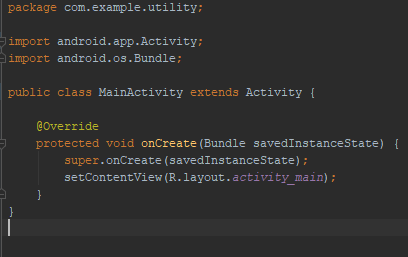 package com.example.utility;
import android.app.Activity;
import android.os.Bundle;
public class MainActivity extends Activity {
@Override
protected void onCreate(Bundle savedInstanceState) {
super.onCreate(savedInstanceState);
setContentView(R.layout.activity_main);
}
}